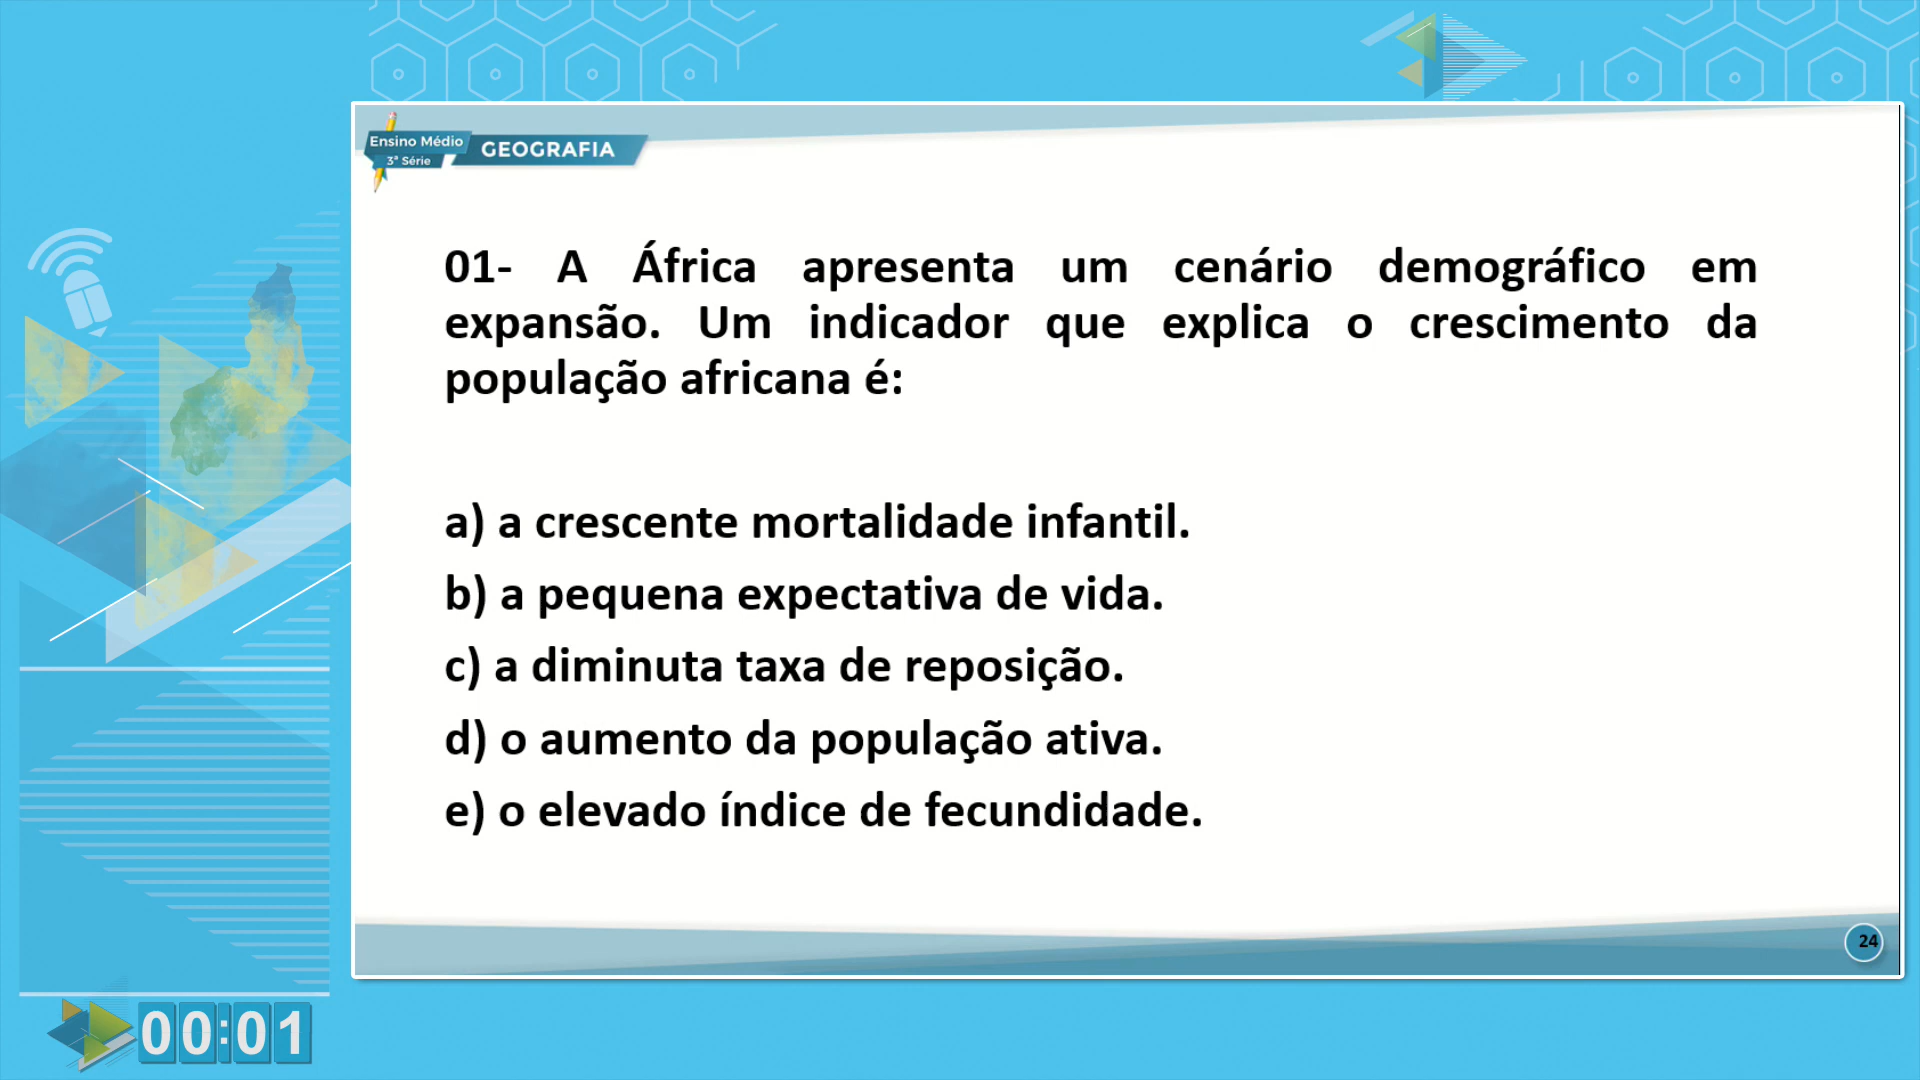 Ensino Médio
3ª Série
GEOGRAFIA
01- A África apresenta um cenário demográfico em
expansão. Um indicador que explica o crescimento da
população africana é:
a) a crescente mortalidade infantil.
b) a pequena expectativa de vida.
c) a diminuta taxa de reposição.
d) o aumento da população ativa.
e) o elevado índice de fecundidade.
24
00:01